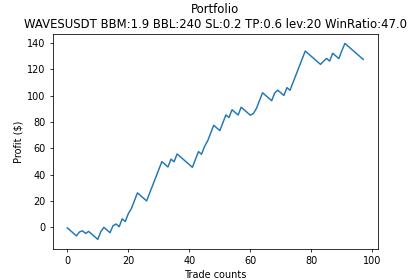 Portfolio
WAVESUSDT BBM:1.9 BBL:240 SL:0.2 TP:0.6 lev:20 WinRatio:47.0
140
120
100
80
60
40
20
0
Profit ($)
0 20 40 60 80 100
Trade counts